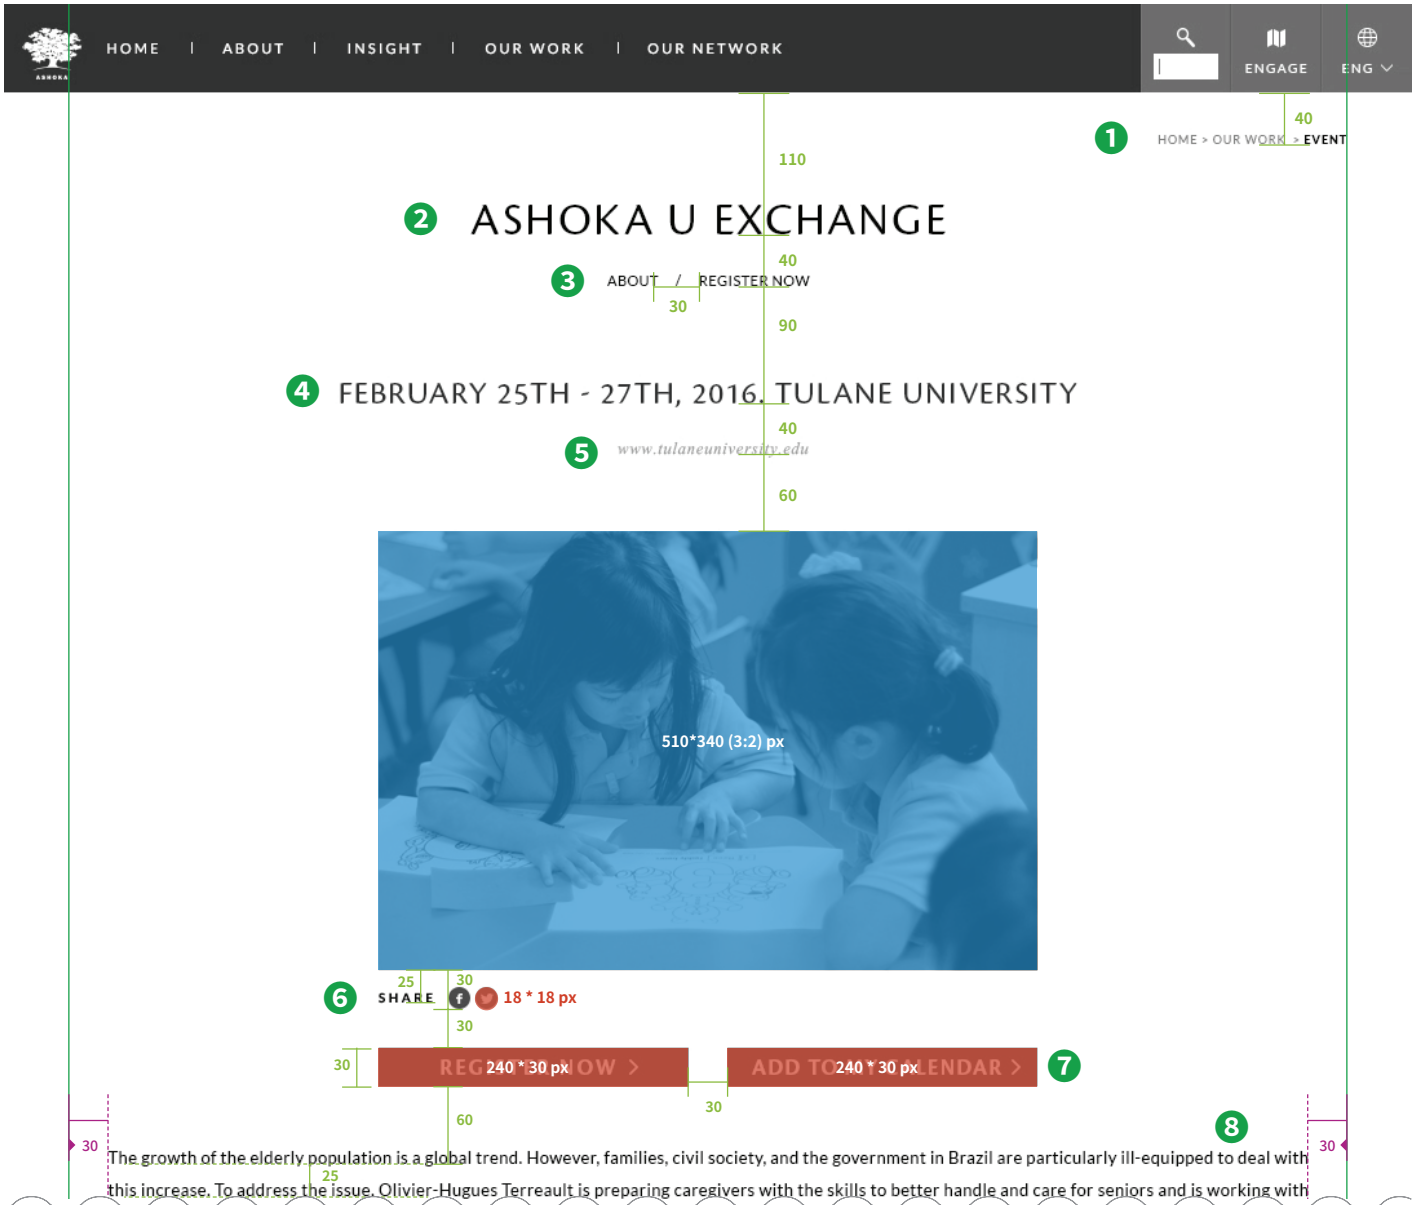 ASHOKA
HOME | ABOUT | INSIGHT | OUR WORK | OUR NETWORK
ENGAGE
ENG
40
1
HOME > OUR WORK > EVENT
110
2 ASHOKA U EXCHANGE
40
3 ABOUT / REGISTER NOW
30
90
4 FEBRUARY 25TH - 27TH, 2016. TULANE UNIVERSITY
40
5 www.tulaneuniversity.edu
60
510*340 (3:2) px
25 30
6 SHARE f 18 * 18 px
30
30 REGISTER NOW > 240 * 30 px ADD TO MY CALENDAR > 240 * 30 px 7
30
60
8
30 30
The growth of the elderly population is a global trend. However, families, civil society, and the government in Brazil are particularly ill-equipped to deal with
25
this increase. To address the issue, Olivier-Hugues Terreault is preparing caregivers with the skills to better handle and care for seniors and is working with